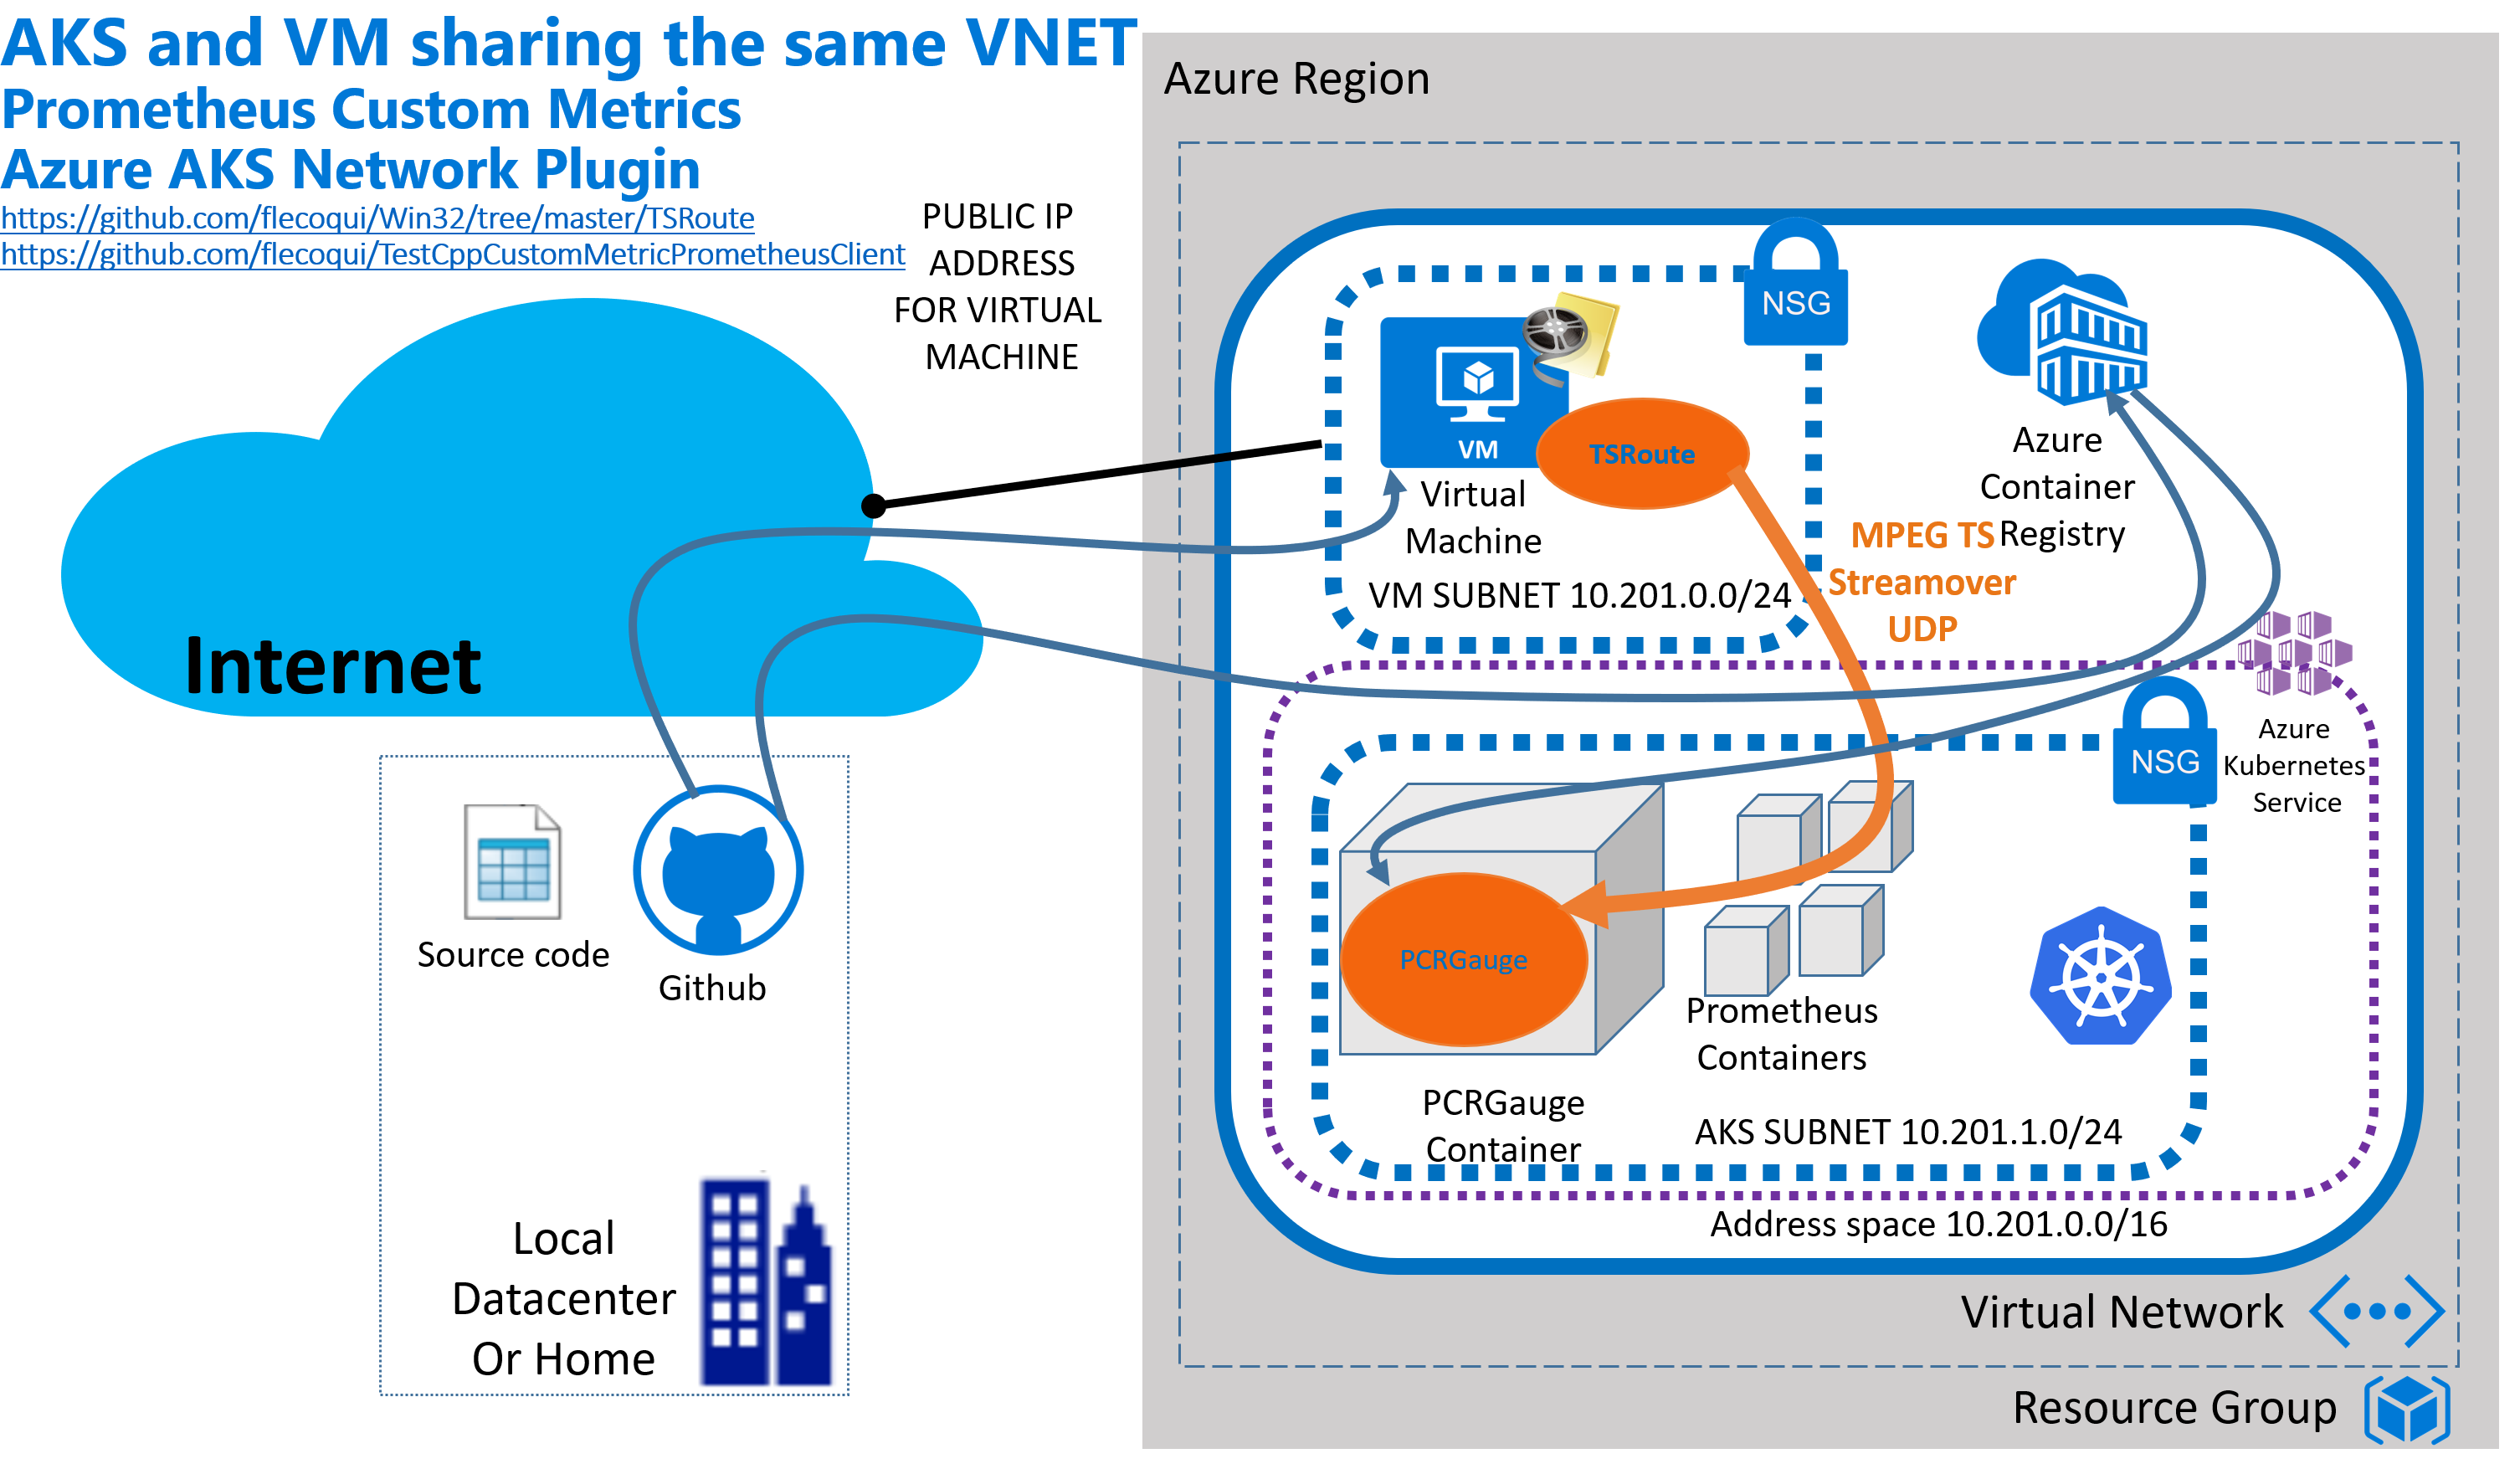 AKS and VM sharing the same VNET
Prometheus Custom Metrics
Azure AKS Network Plugin
https://github.com/flecoqui/Win32/tree/master/TSRoute
https://github.com/flecoqui/TestCppCustomMetricPrometheusClient
PUBLIC IP
ADDRESS
FOR VIRTUAL
MACHINE
Internet
Source code
Github
Local
Datacenter
Or Home
Azure Region
NSG
VM
TSRoute
Virtual
Machine
VM SUBNET 10.201.0.0/24
Azure
Container
Registry
MPEG TS
Streamover
UDP
NSG
Azure
Kubernetes
Service
PCRGauge
PCRGauge
Container
Prometheus
Containers
AKS SUBNET 10.201.1.0/24
Address space 10.201.0.0/16
Virtual Network
Resource Group